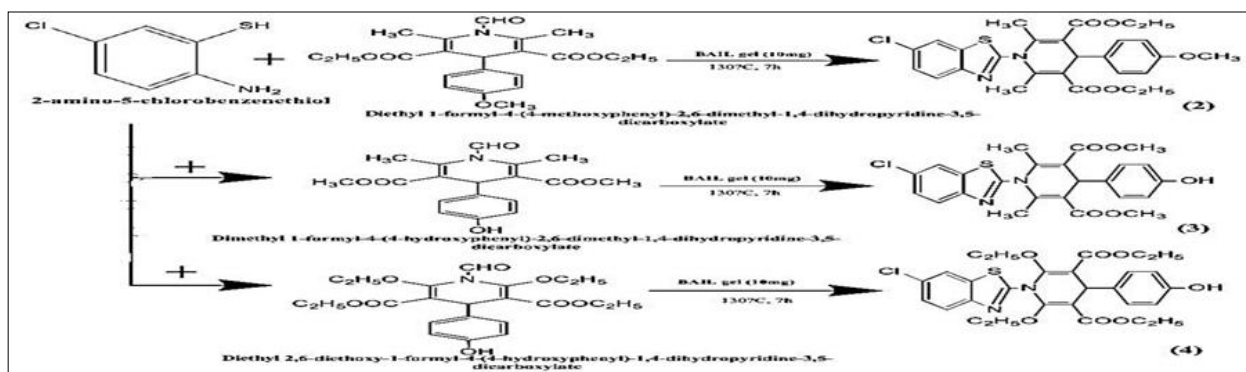 Cl
SH
NH₂
2-amino-5-chlorobenzenethiol
+
CHO
H₃C
N
CH₃
C₂H₅OOC
COOC₂H₅
OCH₃
Diethyl 1-formyl-4-(4-methoxyphenyl)-2,6-dimethyl-1,4-dihydropyridine-3,5-
dicarboxylate
BAIL gel (10mg)
130?C, 7h
Cl
S
N
H₃C
N
H₃C
COOC₂H₅
OCH₃
COOC₂H₅
(2)
+
CHO
H₃C
N
CH₃
H₃COOC
COOCH₃
OH
Dimethyl 1-formyl-4-(4-hydroxyphenyl)-2,6-dimethyl-1,4-dihydropyridine-3,5-
dicarboxylate
BAIL gel (10mg)
130?C, 7h
Cl
S
N
H₃C
N
H₃C
COOCH₃
OH
COOCH₃
(3)
+
CHO
C₂H₅O
N
OC₂H₅
C₂H₅OOC
COOC₂H₅
OH
Diethyl 2,6-diethoxy-1-formyl-4-(4-hydroxyphenyl)-1,4-dihydropyridine-3,5-
dicarboxylate
BAIL gel (10mg)
130?C, 7h
Cl
S
N
C₂H₅O
N
C₂H₅O
COOC₂H₅
OH
COOC₂H₅
(4)